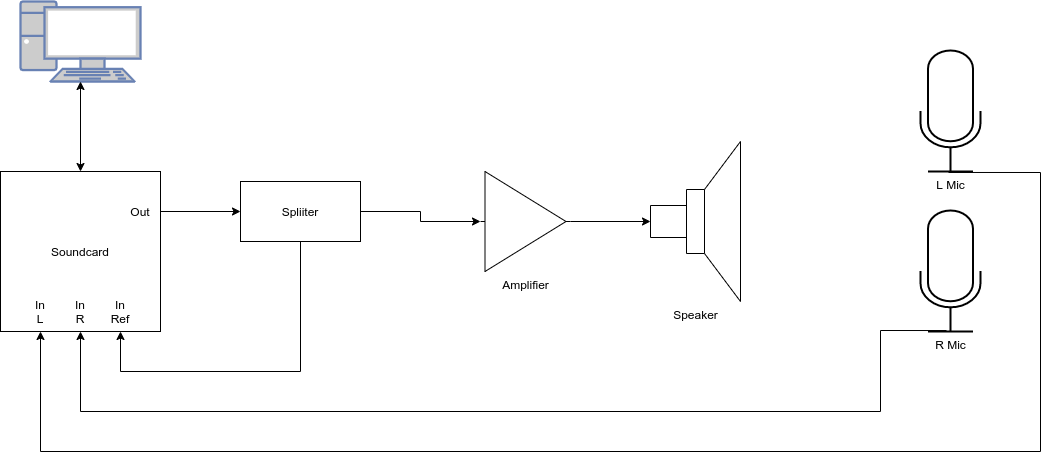 Out
Spliiter
Soundcard
In
L
In
R
In
Ref
Amplifier
Speaker
L Mic
R Mic